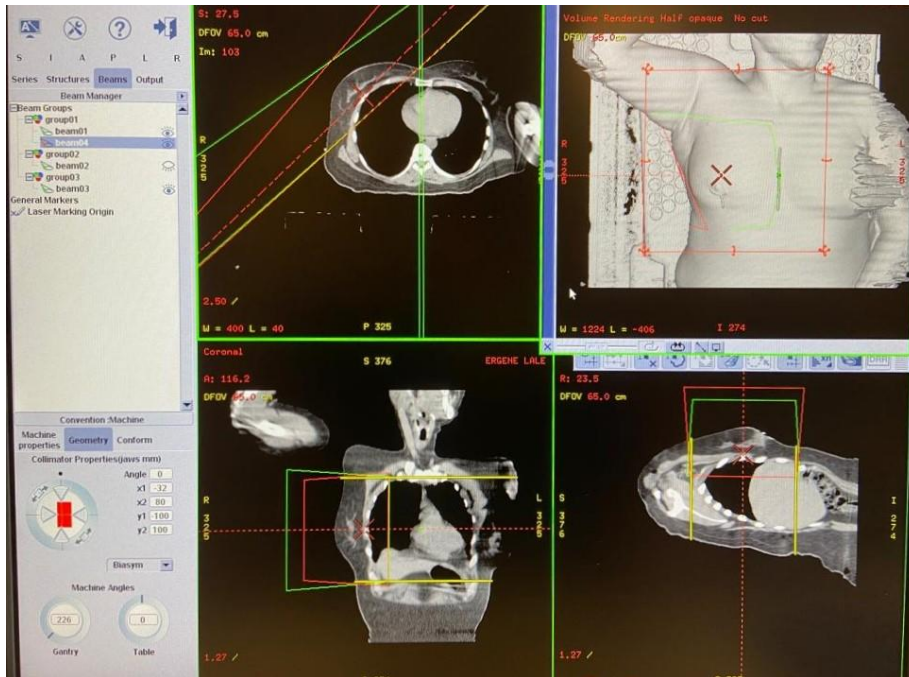 S I A P L R
Series Structures Beams Output
Beam Manager
Beam Groups
group01
beam01
beam04
group02
beam02
group03
beam03
General Markers
Laser Marking Origin
Convention :Machine
Machine properties Geometry Conform
Collimator Properties(jaws mm)
Angle 0
x1 -32
x2 80
y1 -100
y2 100
Biasym
Machine Angles
226 0
Gantry Table
S: 27.5
DFOV 65.0 cm
Im: 103
R 325
2.50 /
W = 400 L = 40 P 325
Volume Rendering Half opaque No cut
DFOV 65.0 cm
R 325
L 325
W = 1224 L = -406 I 274
Coronal
S 376 ERGENE LALE
A: 116.2
DFOV 65.0 cm
R 325
L 325
1.27 /
R: 23.5
DFOV 65.0 cm
S 376
I 274
1.27 /